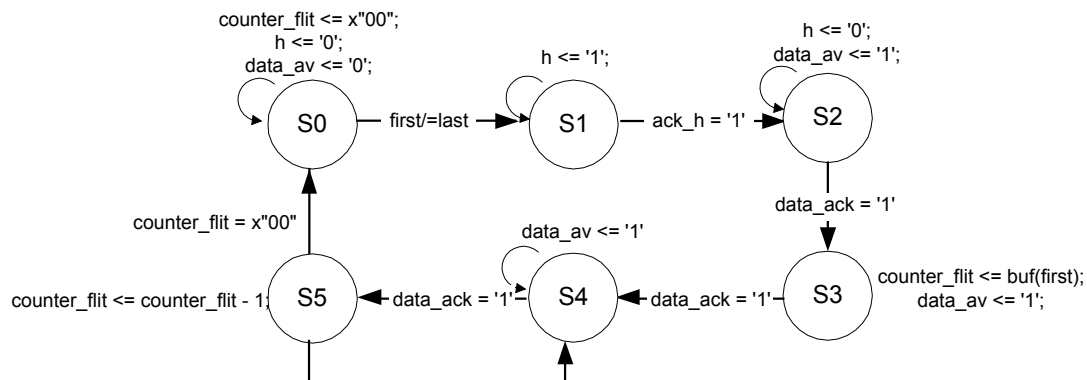 counter_flit <= x"00";
h <= '0';
data_av <= '0';
h <= '1';
h <= '0';
data_av <= '1';
S0
first/=last
S1
ack_h = '1'
S2
data_ack = '1'
counter_flit = x"00"
data_av <= '1'
counter_flit <= counter_flit - 1;
S5
data_ack = '1'
S4
data_ack = '1'
S3
counter_flit <= buf(first);
data_av <= '1';